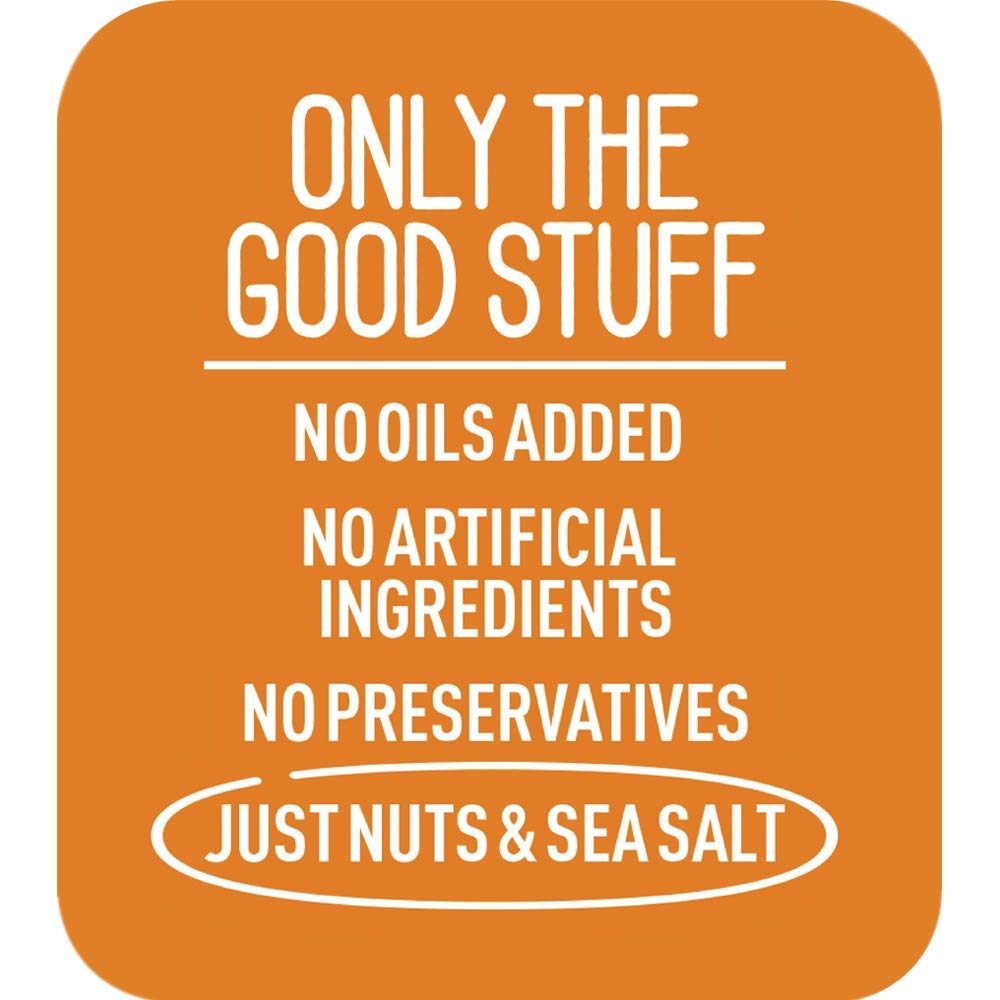 ONLY THE
GOOD STUFF
NO OILS ADDED
NO ARTIFICIAL
INGREDIENTS
NO PRESERVATIVES
JUST NUTS & SEA SALT